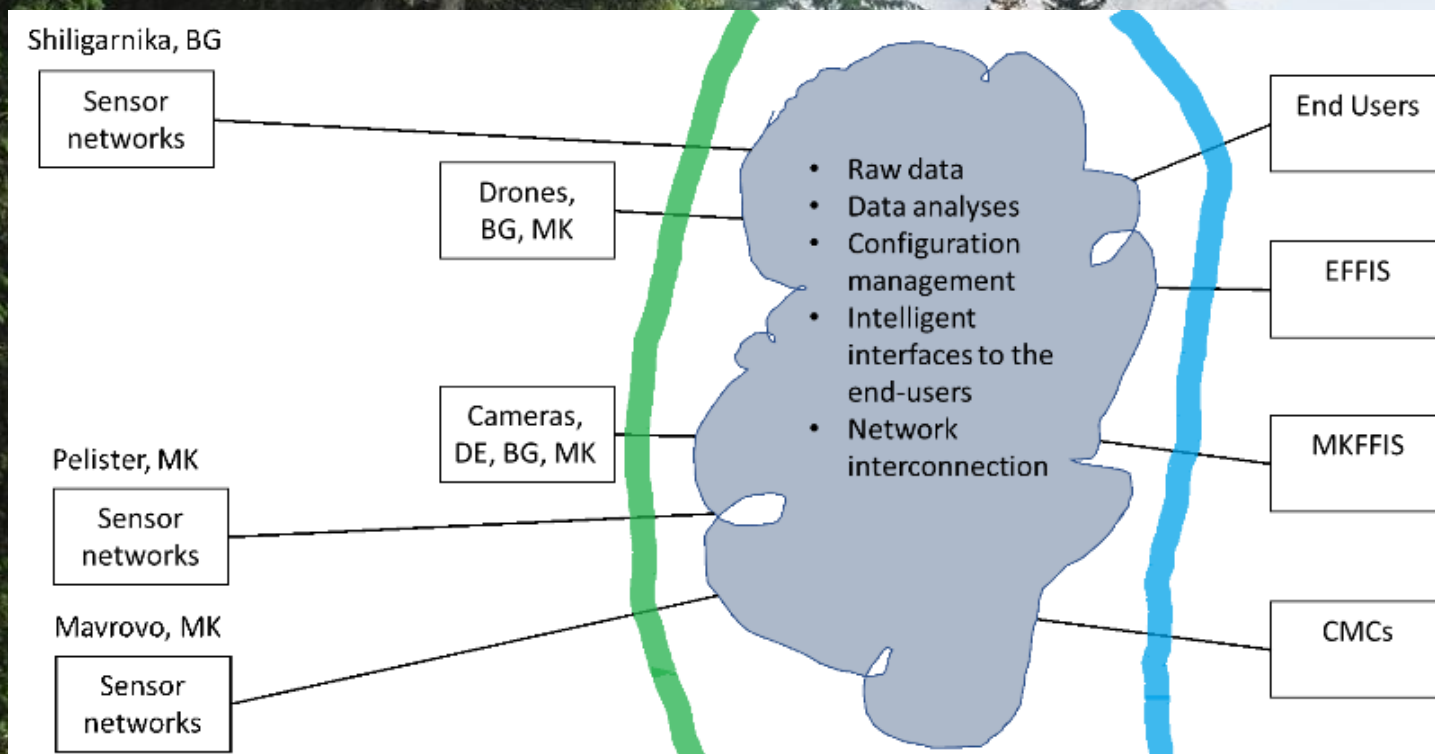 Shiligarnika, BG
Sensor
networks
Drones,
BG, MK
Cameras,
DE, BG, MK
Pelister, MK
Sensor
networks
Mavrovo, MK
Sensor
networks
• Raw data
• Data analyses
• Configuration
management
• Intelligent
interfaces to the
end-users
• Network
interconnection
End Users
EFFIS
MKFFIS
CMCs